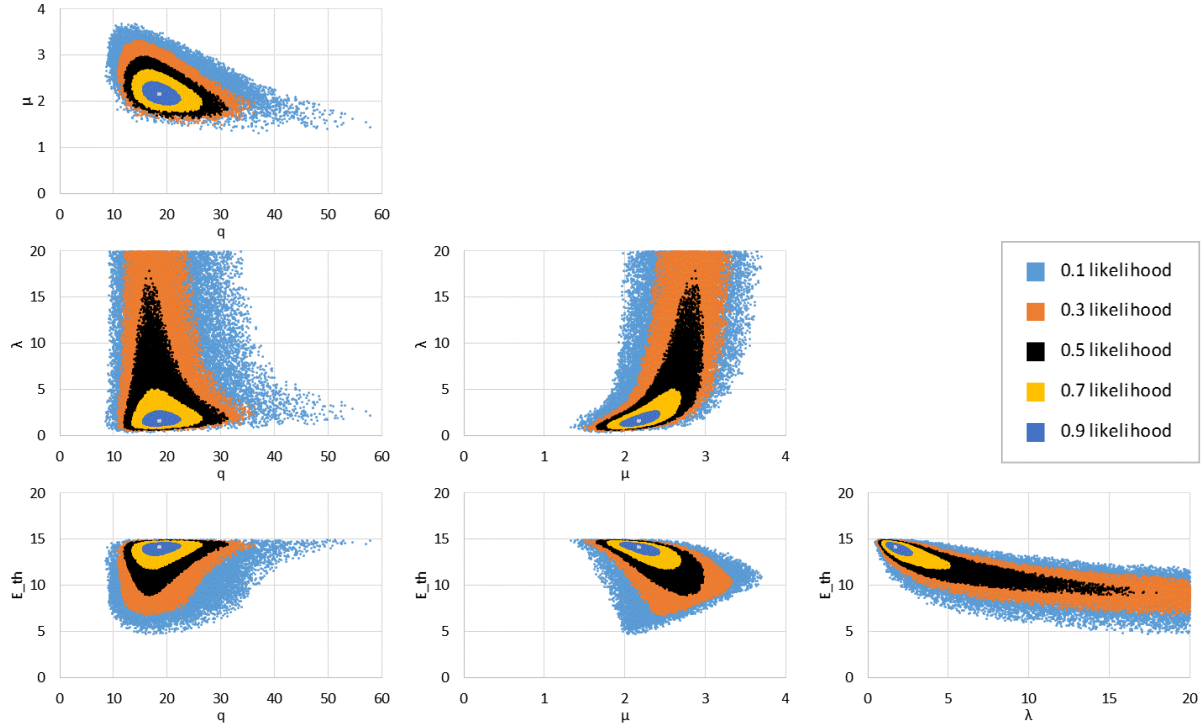 4
3
μ 2
1
0
0 10 20 30 40 50 60
q
20
15
λ 10
5
0
0 10 20 30 40 50 60
q
20
15
λ 10
5
0
0 1 2 3 4
μ
0.1 likelihood
0.3 likelihood
0.5 likelihood
0.7 likelihood
0.9 likelihood
20
15
E_th 10
5
0
0 10 20 30 40 50 60
q
20
15
E_th 10
5
0
0 1 2 3 4
μ
20
15
E_th 10
5
0
0 5 10 15 20
λ